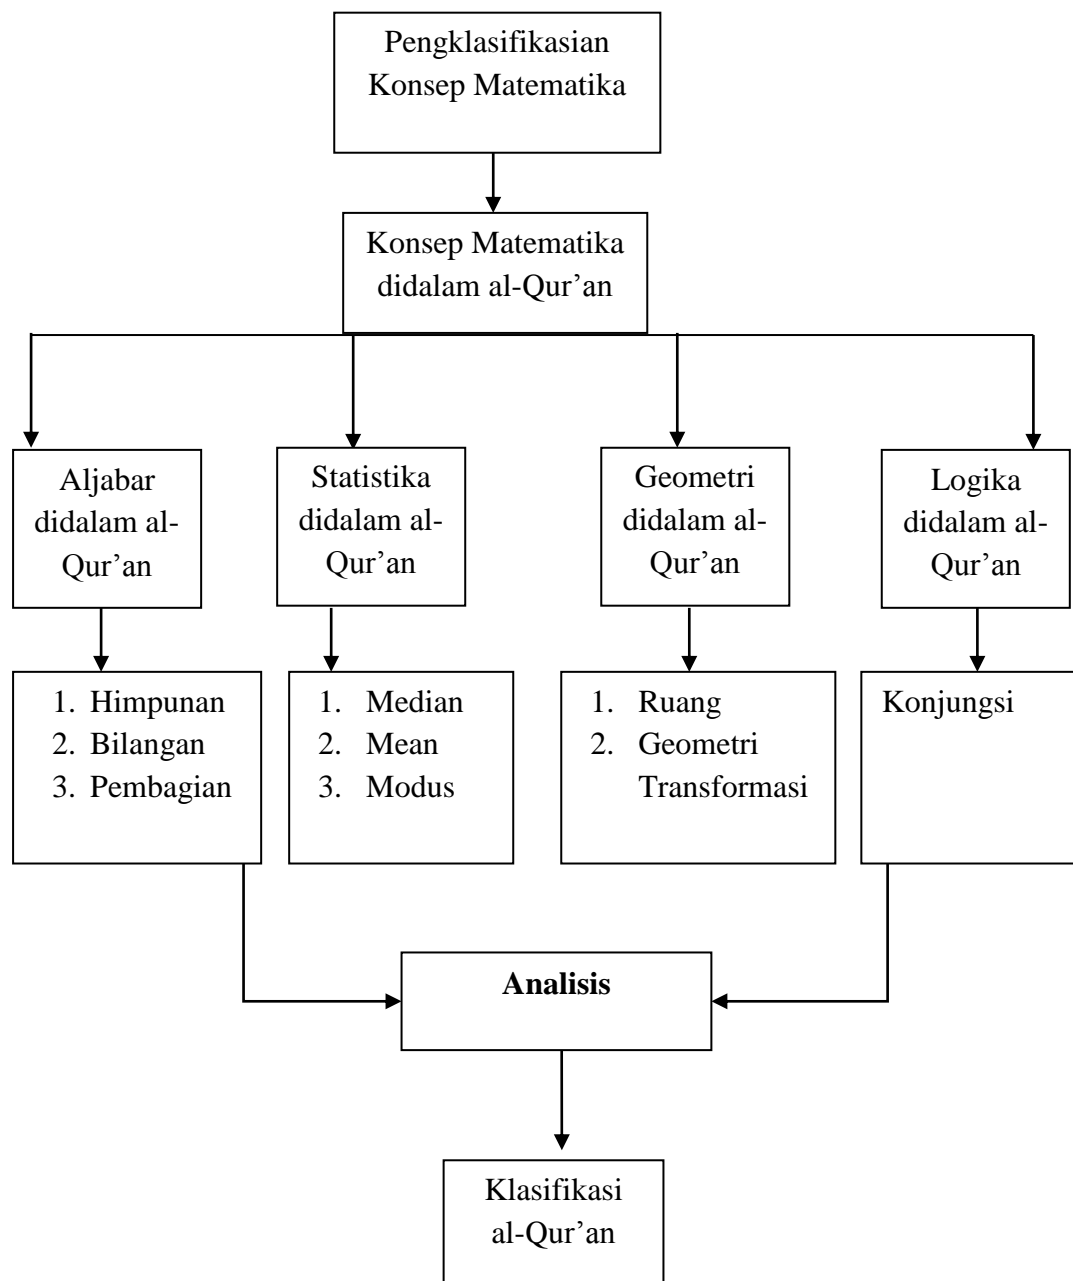 Pengklasifikasian
Konsep Matematika
Konsep Matematika
didalam al-Qur’an
Aljabar
didalam al-
Qur’an
Statistika
didalam al-
Qur’an
Geometri
didalam al-
Qur’an
Logika
didalam al-
Qur’an
1. Himpunan
2. Bilangan
3. Pembagian
1. Median
2. Mean
3. Modus
1. Ruang
2. Geometri
Transformasi
Konjungsi
Analisis
Klasifikasi
al-Qur’an